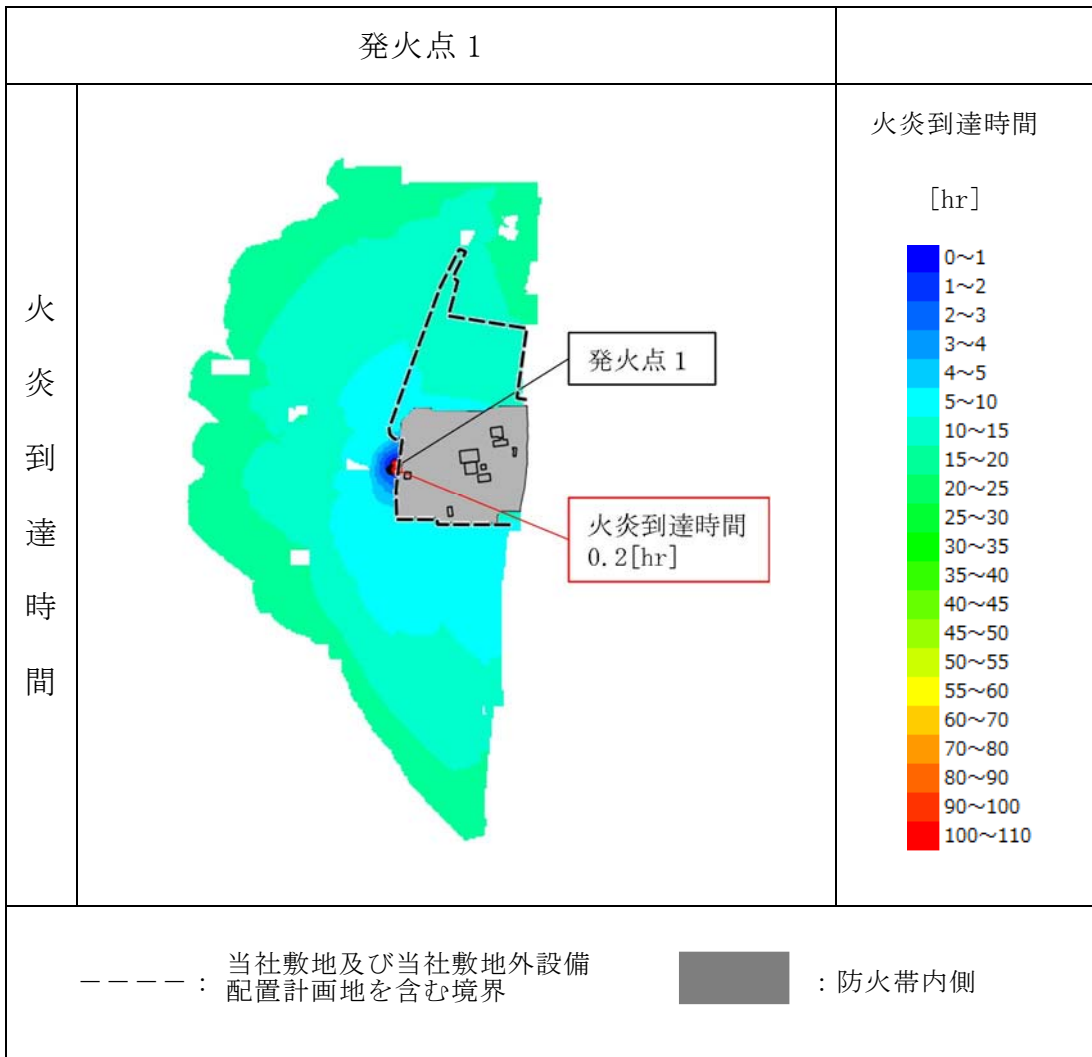 発火点 1
火炎到達時間
火炎到達時間
[hr]
0~1
1~2
2~3
3~4
4~5
5~10
10~15
15~20
20~25
25~30
30~35
35~40
40~45
45~50
50~55
55~60
60~70
70~80
80~90
90~100
100~110
発火点 1
火炎到達時間
0.2[hr]
----: 当社敷地及び当社敷地外設備
配置計画地を含む境界
: 防火帯内側